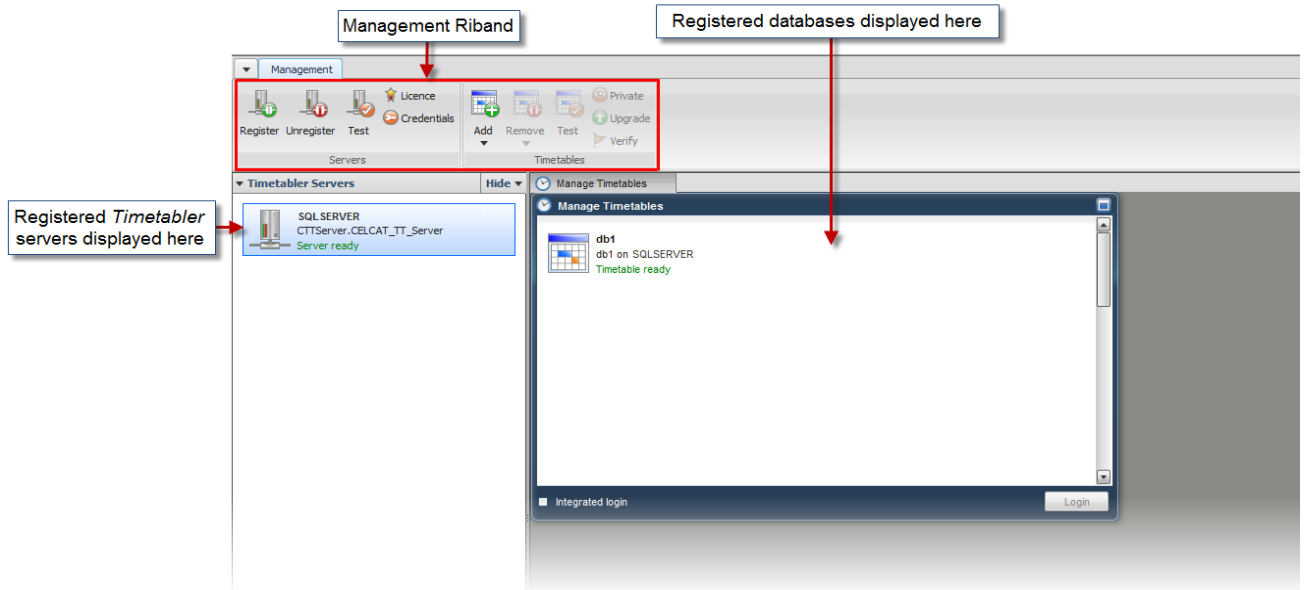 Management Riband
Registered databases displayed here
Management
Register Unregister Test
Licence
Credentials
Servers
Add Remove Test
Private
Upgrade
Verify
Timetables
Timetabler Servers Hide
Manage Timetables
Registered Timetabler
servers displayed here
SQLSERVER
CTTServer.CELCAT_TT_Server
Server ready
Manage Timetables
db1
db1 on SQLSERVER
Timetable ready
Integrated login
Login